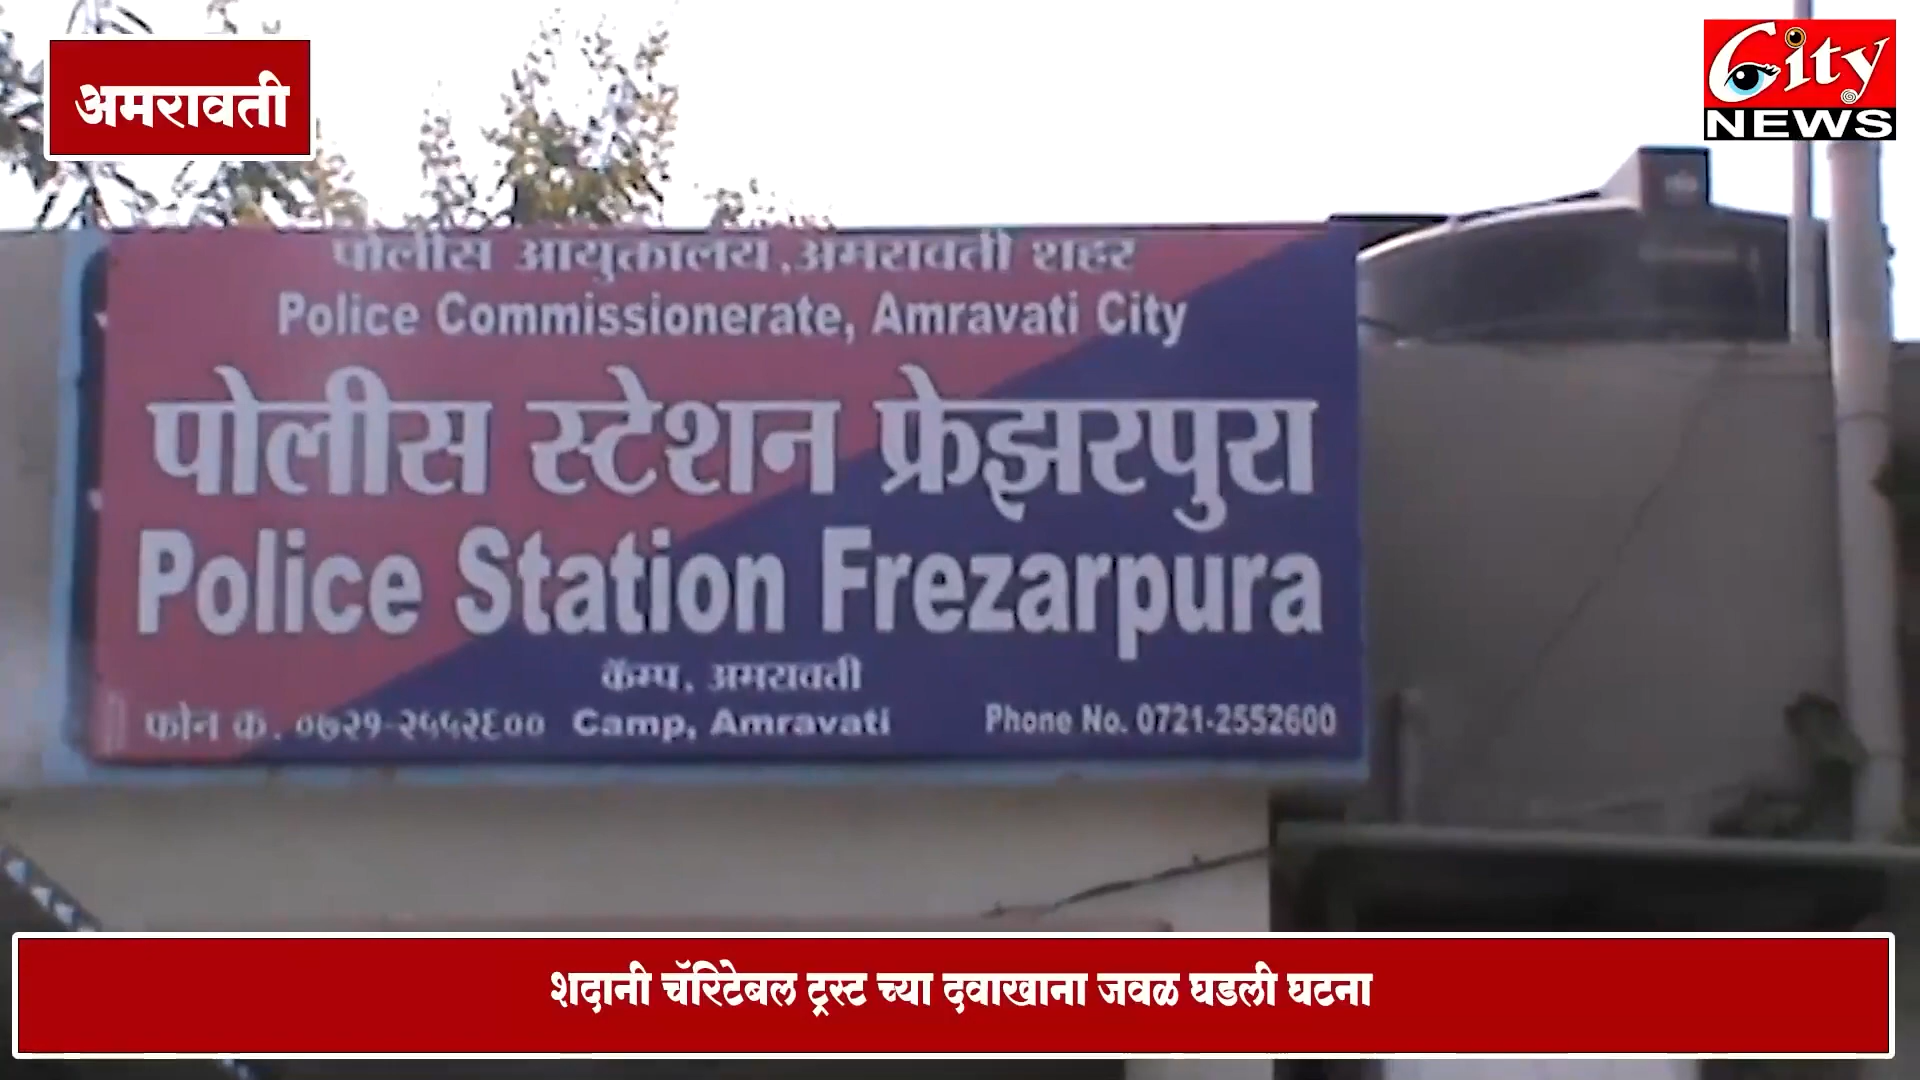 अमरावती
City
NEWS
पोलीस आयुक्तालय,अमरावती शहर
Police Commissionerate, Amravati City
पोलीस स्टेशन फ्रेझरपुरा
Police Station Frezarpura
कॅम्प, अमरावती
फोन क्र. ०७२१-२५५२६०० Camp, Amravati Phone No. 0721-2552600
शदानी चॅरिटेबल ट्रस्ट च्या दवाखाना जवळ घडली घटना